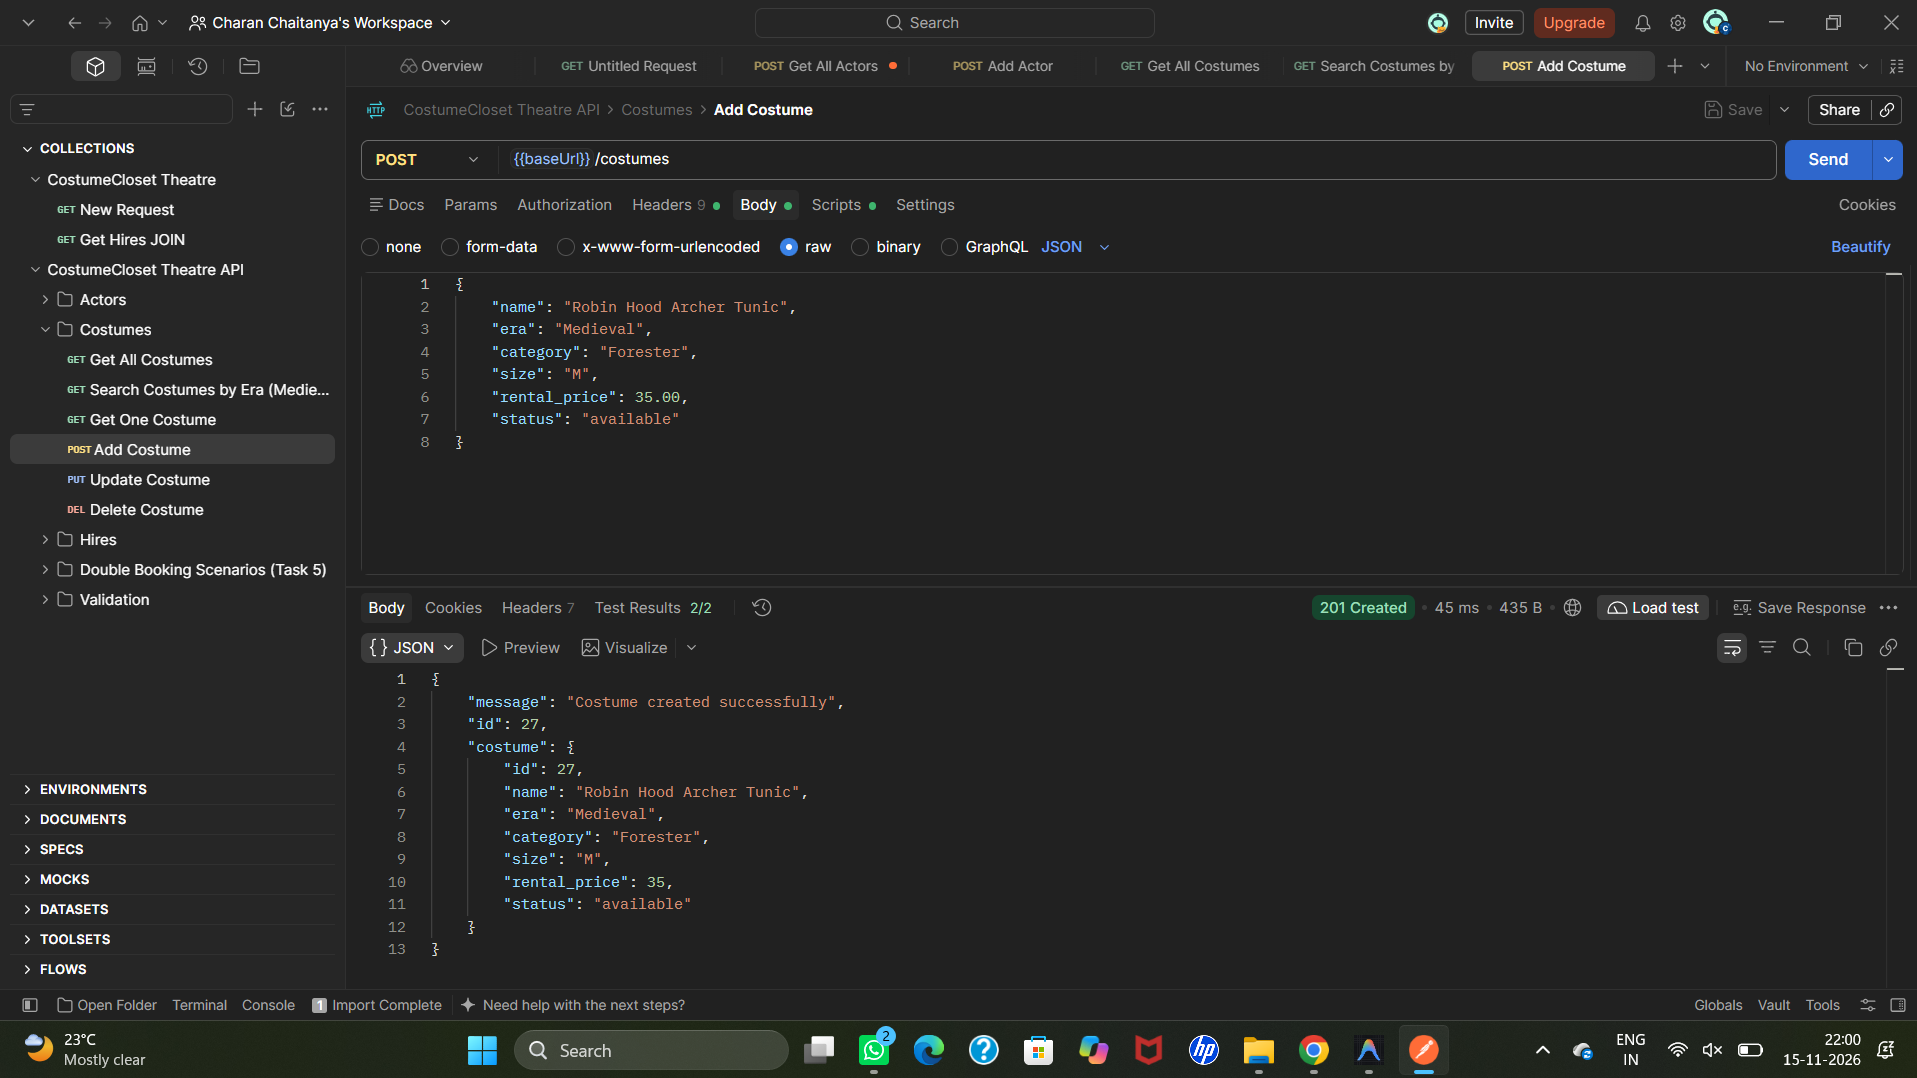 Charan Chaitanya's Workspace
Search
Invite
Upgrade
Overview
GET Untitled Request
POST Get All Actors
POST Add Actor
GET Get All Costumes
GET Search Costumes by
POST Add Costume
No Environment
HTTP CostumeCloset Theatre API > Costumes > Add Costume
Save
Share
COLLECTIONS
CostumeCloset Theatre
GET New Request
GET Get Hires JOIN
CostumeCloset Theatre API
Actors
Costumes
GET Get All Costumes
GET Search Costumes by Era (Medie...
GET Get One Costume
POST Add Costume
PUT Update Costume
DEL Delete Costume
Hires
Double Booking Scenarios (Task 5)
Validation
ENVIRONMENTS
DOCUMENTS
SPECS
MOCKS
DATASETS
TOOLSETS
FLOWS
POST
{{baseUrl}} /costumes
Send
Docs Params Authorization Headers 9 Body Scripts Settings
Cookies
none form-data x-www-form-urlencoded raw binary GraphQL JSON
Beautify
1 {
2 "name": "Robin Hood Archer Tunic",
3 "era": "Medieval",
4 "category": "Forester",
5 "size": "M",
6 "rental_price": 35.00,
7 "status": "available"
8 }
Body Cookies Headers 7 Test Results 2/2
201 Created • 45 ms • 435 B
Load test
e.g. Save Response
{} JSON
Preview
Visualize
1 {
2 "message": "Costume created successfully",
3 "id": 27,
4 "costume": {
5 "id": 27,
6 "name": "Robin Hood Archer Tunic",
7 "era": "Medieval",
8 "category": "Forester",
9 "size": "M",
10 "rental_price": 35,
11 "status": "available"
12 }
13 }
Open Folder Terminal Console 1 Import Complete Need help with the next steps?
Globals Vault Tools
23°C
Mostly clear
Search
2
hp
ENG
IN
22:00
15-11-2026